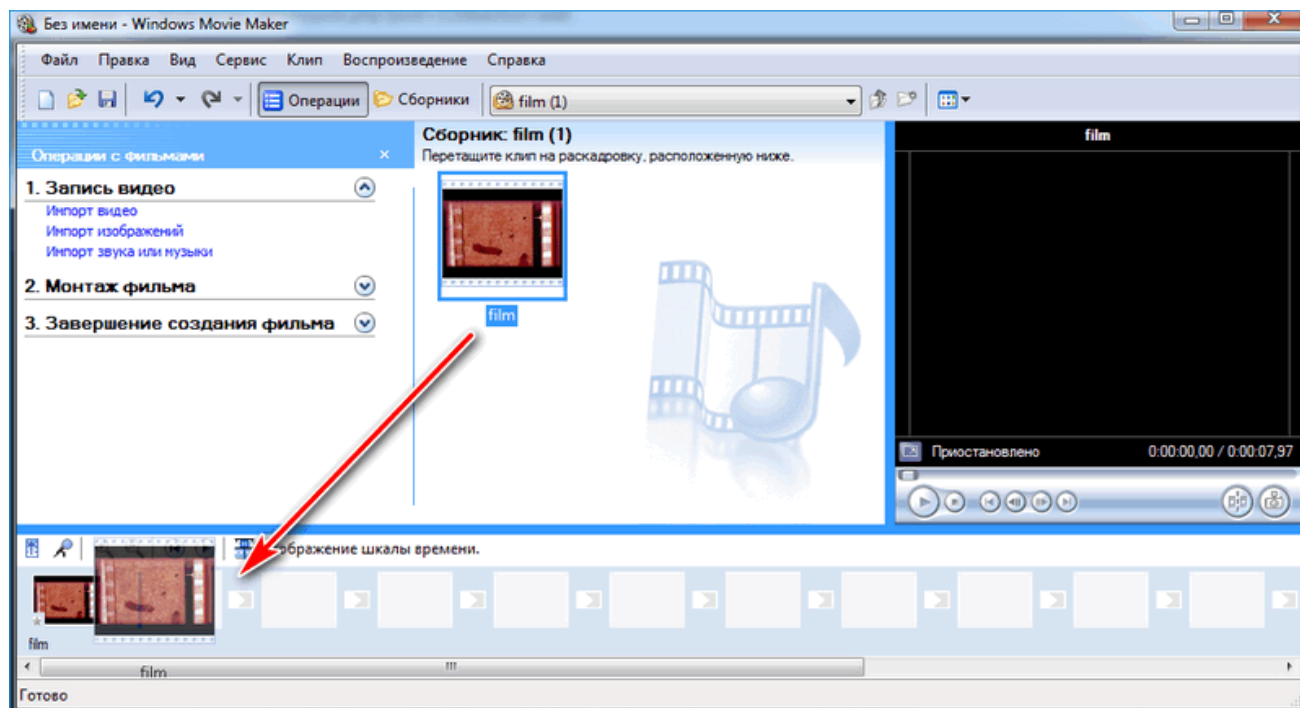 Без имени - Windows Movie Maker
Файл Правка Вид Сервис Клип Воспроизведение Справка
Операции Сборники film (1)
Операции с фильмами
1. Запись видео
Импорт видео
Импорт изображений
Импорт звука или музыки
2. Монтаж фильма
3. Завершение создания фильма
Сборник: film (1)
Перетащите клип на раскадровку, расположенную ниже.
film
film
Приостановлено 0:00:00,00 / 0:00:07,97
ображение шкалы времени.
film
film
Готово